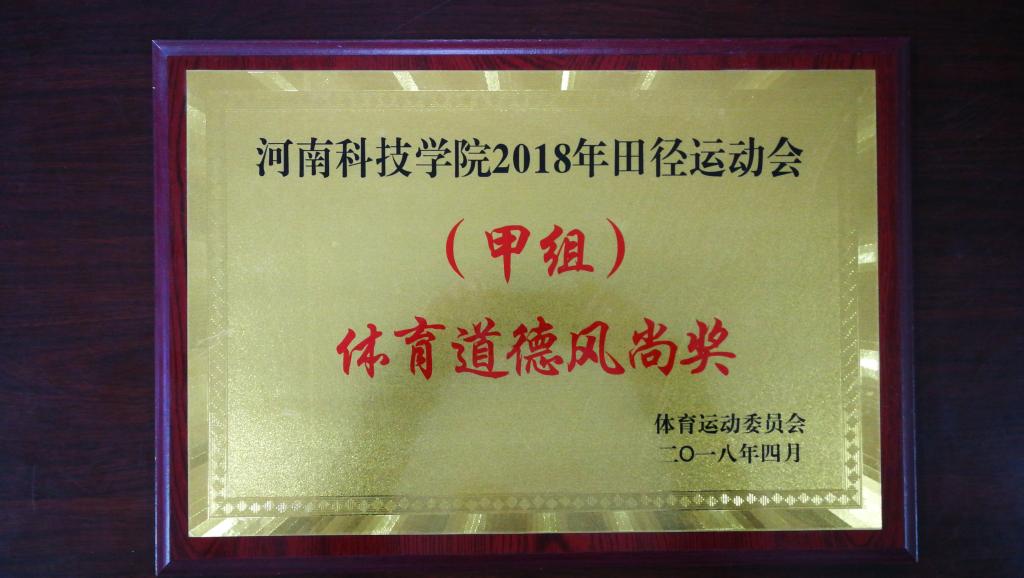 河南科技学院2018年田径运动会
（甲组）
体育道德风尚奖
体育运动委员会
二〇一八年四月